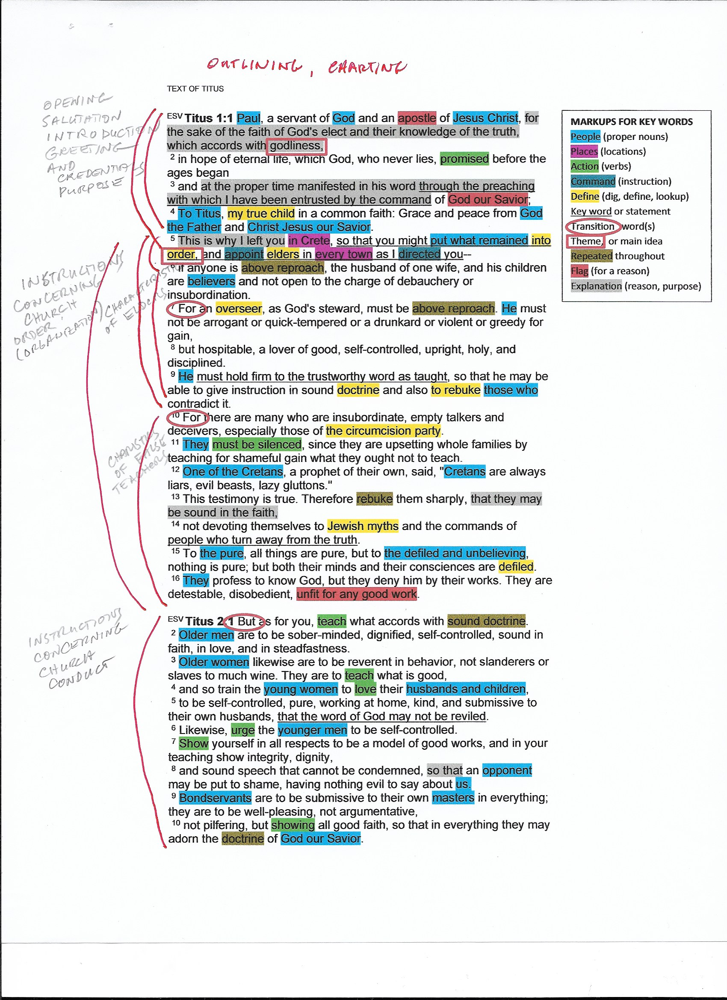 OUTLINING, CHARTING
TEXT OF TITUS
OPENING
SALUTATION
INTRODUCTION
GREETING
AND
CREDENTIALS
PURPOSE
ESV Titus 1:1 Paul, a servant of God and an apostle of Jesus Christ, for
the sake of the faith of God's elect and their knowledge of the truth,
which accords with godliness,
2 in hope of eternal life, which God, who never lies, promised before the
ages began
3 and at the proper time manifested in his word through the preaching
with which I have been entrusted by the command of God our Savior;
4 To Titus, my true child in a common faith: Grace and peace from God
the Father and Christ Jesus our Savior.
MARKUPS FOR KEY WORDS
People (proper nouns)
Places (locations)
Action (verbs)
Command (instruction)
Define (dig, define, lookup)
Key word or statement
Transition word(s)
Theme, or main idea
Repeated throughout
Flag (for a reason)
Explanation (reason, purpose)
INSTRUCTIONS
CONCERNING
CHURCH
ORDER
(ORGANIZATION)
CHARACTERISTICS
OF ELDERS
5 This is why I left you in Crete, so that you might put what remained into
order, and appoint elders in every town as I directed you--
6 if anyone is above reproach, the husband of one wife, and his children
are believers and not open to the charge of debauchery or
insubordination.
7 For an overseer, as God's steward, must be above reproach. He must
not be arrogant or quick-tempered or a drunkard or violent or greedy for
gain,
8 but hospitable, a lover of good, self-controlled, upright, holy, and
disciplined.
9 He must hold firm to the trustworthy word as taught, so that he may be
able to give instruction in sound doctrine and also to rebuke those who
contradict it.
OF FALSE
TEACHERS
10 For there are many who are insubordinate, empty talkers and
deceivers, especially those of the circumcision party.
11 They must be silenced, since they are upsetting whole families by
teaching for shameful gain what they ought not to teach.
12 One of the Cretans, a prophet of their own, said, "Cretans are always
liars, evil beasts, lazy gluttons."
13 This testimony is true. Therefore rebuke them sharply, that they may
be sound in the faith,
14 not devoting themselves to Jewish myths and the commands of
people who turn away from the truth.
15 To the pure, all things are pure, but to the defiled and unbelieving,
nothing is pure; but both their minds and their consciences are defiled.
16 They profess to know God, but they deny him by their works. They are
detestable, disobedient, unfit for any good work.
INSTRUCTIONS
CONCERNING
CHURCH
CONDUCT
ESV Titus 2:1 But as for you, teach what accords with sound doctrine.
2 Older men are to be sober-minded, dignified, self-controlled, sound in
faith, in love, and in steadfastness.
3 Older women likewise are to be reverent in behavior, not slanderers or
slaves to much wine. They are to teach what is good,
4 and so train the young women to love their husbands and children,
5 to be self-controlled, pure, working at home, kind, and submissive to
their own husbands, that the word of God may not be reviled.
6 Likewise, urge the younger men to be self-controlled.
7 Show yourself in all respects to be a model of good works, and in your
teaching show integrity, dignity,
8 and sound speech that cannot be condemned, so that an opponent
may be put to shame, having nothing evil to say about us.
9 Bondservants are to be submissive to their own masters in everything;
they are to be well-pleasing, not argumentative,
10 not pilfering, but showing all good faith, so that in everything they may
adorn the doctrine of God our Savior.